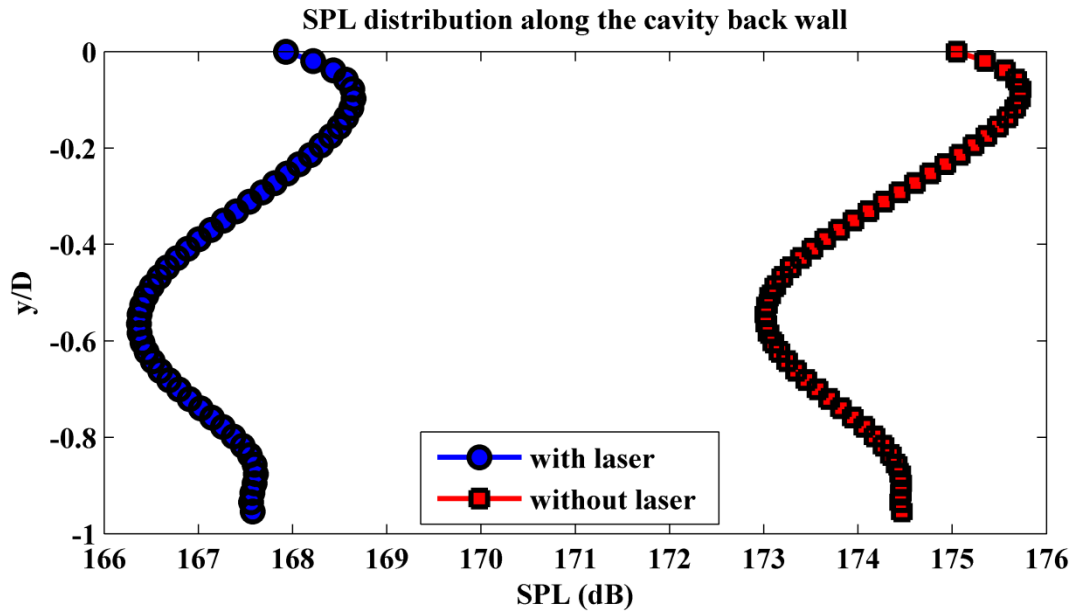 SPL distribution along the cavity back wall
0
-0.2
-0.4
-0.6
-0.8
-1
y/D
with laser
without laser
166 167 168 169 170 171 172 173 174 175 176
SPL (dB)